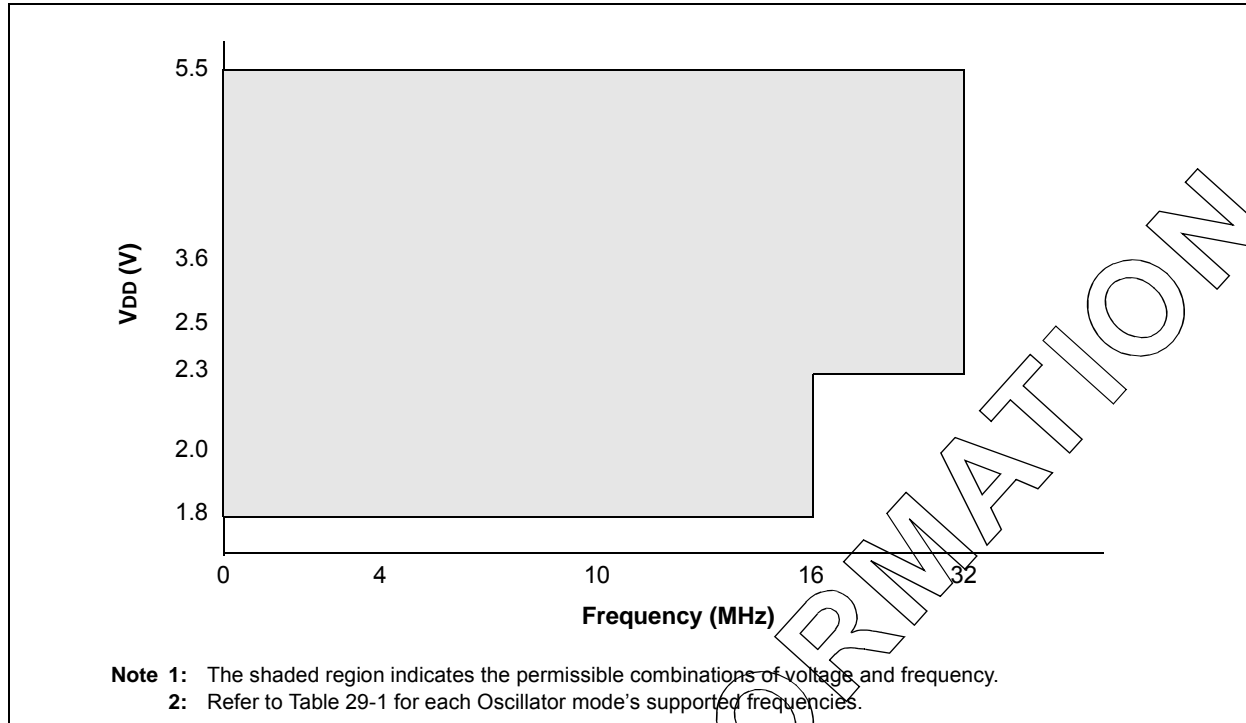 5.5
3.6
2.5
2.3
2.0
1.8
VDD (V)
0 4 10 16 32
Frequency (MHz)
Note 1: The shaded region indicates the permissible combinations of voltage and frequency.
2: Refer to Table 29-1 for each Oscillator mode's supported frequencies.
ORMATION